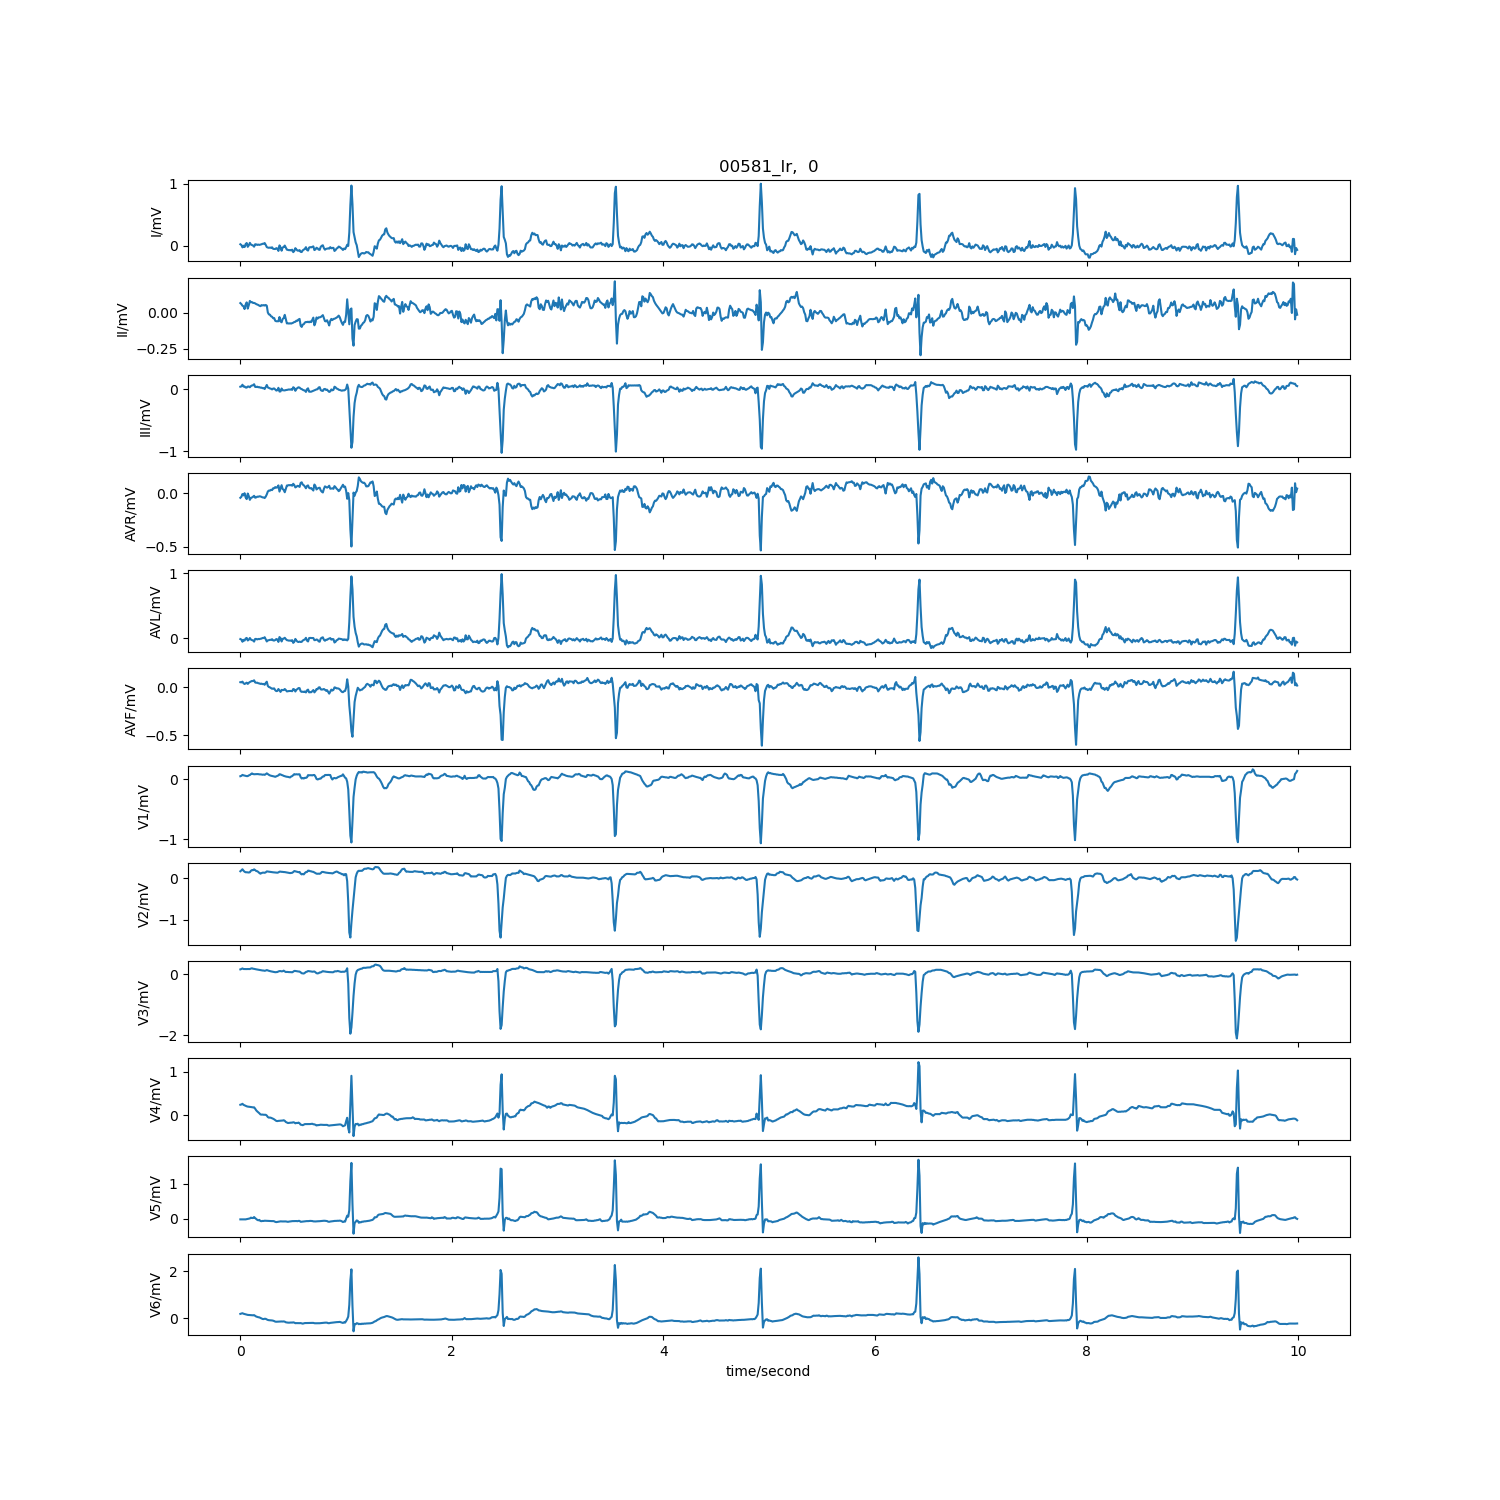 00581_lr,  0
I/mV
1
0
II/mV
0.00
−0.25
III/mV
0
−1
AVR/mV
0.0
−0.5
AVL/mV
1
0
AVF/mV
0.0
−0.5
V1/mV
0
−1
V2/mV
0
−1
V3/mV
0
−2
V4/mV
1
0
V5/mV
1
0
V6/mV
2
0
0 2 4 6 8 10
time/second